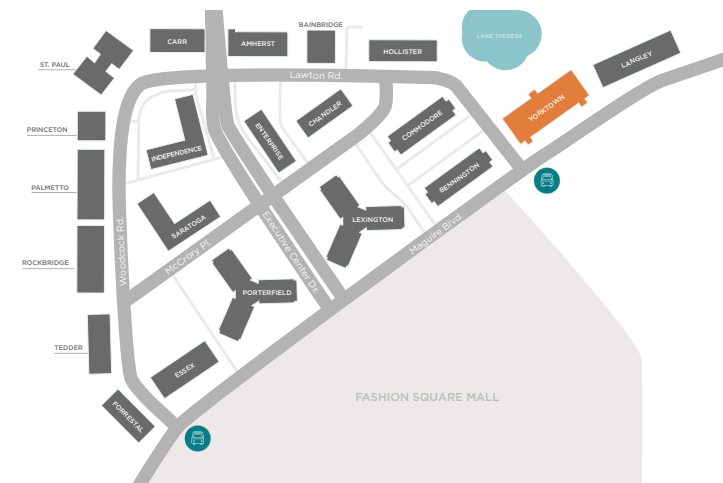 BAINBRIDGE
CARR
AMHERST
HOLLISTER
LAKE THERESA
LANGLEY
ST. PAUL
Lawton Rd.
YORKTOWN
CHANDLER
COMMODORE
PRINCETON
ENTERPRISE
INDEPENDENCE
BENNINGTON
PALMETTO
SARATOGA
LEXINGTON
Woodcock Rd.
McCrory Pl.
Executive Center Dr.
Maguire Blvd.
ROCKBRIDGE
PORTERFIELD
TEDDER
ESSEX
FORRESTAL
FASHION SQUARE MALL